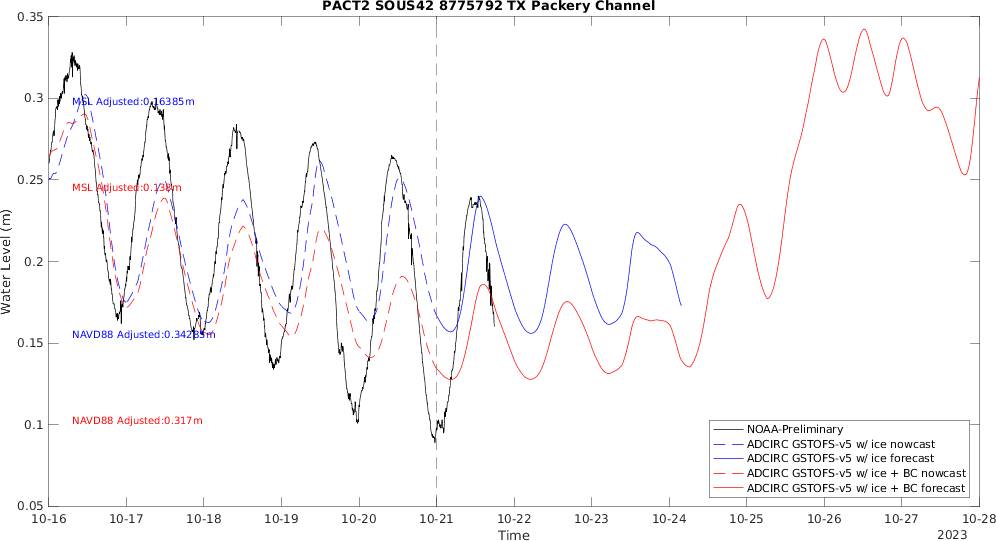 PACT2 SOUS42 8775792 TX Packery Channel
0.35
0.3
0.25
0.2
0.15
0.1
0.05
Water Level (m)
MSL Adjusted:0.16385m
MSL Adjusted:0.138m
NAVD88 Adjusted:0.34285m
NAVD88 Adjusted:0.317m
NOAA-Preliminary
ADCIRC GSTOFS-v5 w/ ice nowcast
ADCIRC GSTOFS-v5 w/ ice forecast
ADCIRC GSTOFS-v5 w/ ice + BC nowcast
ADCIRC GSTOFS-v5 w/ ice + BC forecast
10-16 10-17 10-18 10-19 10-20 10-21 10-22 10-23 10-24 10-25 10-26 10-27 10-28
Time
2023